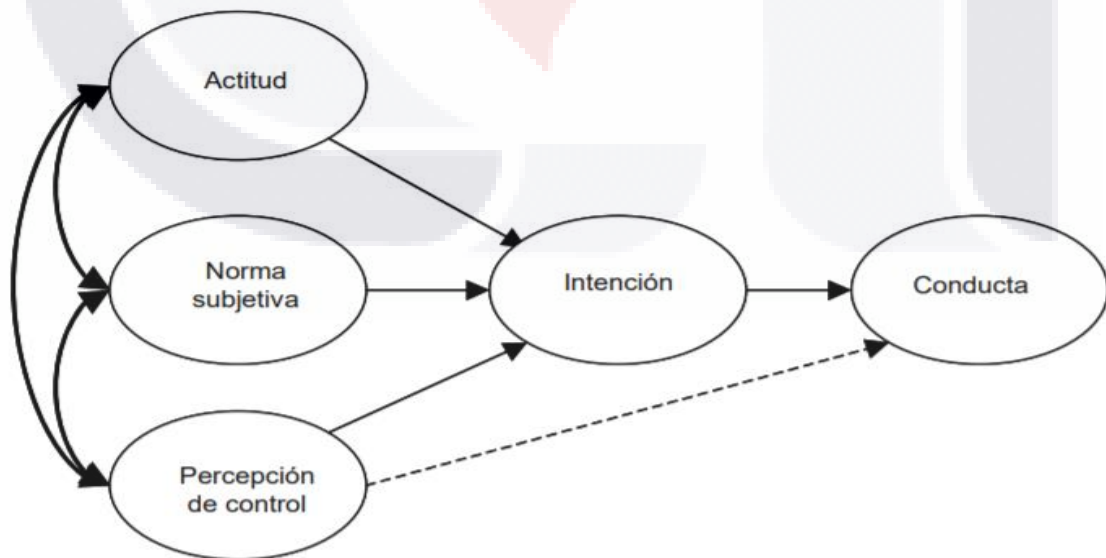 Actitud
Norma
subjetiva
Intención
Conducta
Percepción
de control